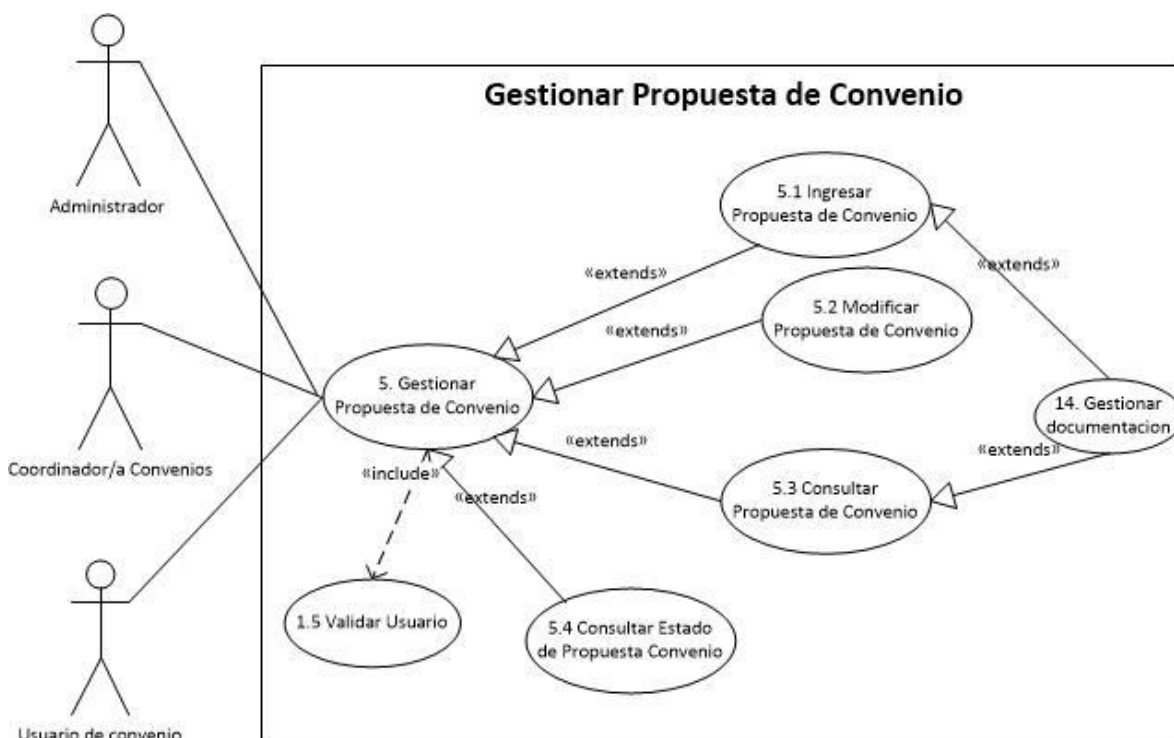 Gestionar Propuesta de Convenio
Administrador
Coordinador/a Convenios
Usuario de convenio
5. Gestionar
Propuesta de Convenio
5.1 Ingresar
Propuesta de Convenio
«extends»
5.2 Modificar
Propuesta de Convenio
«extends»
«extends»
14. Gestionar
documentacion
«extends»
5.3 Consultar
Propuesta de Convenio
«extends»
«include»
«extends»
1.5 Validar Usuario
5.4 Consultar Estado
de Propuesta Convenio